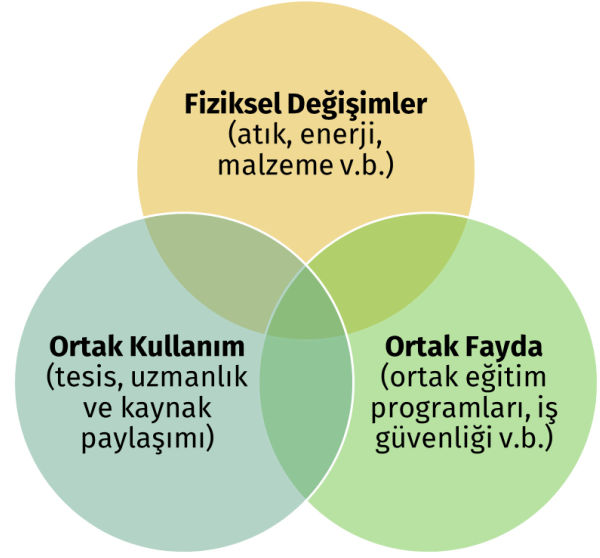 Fiziksel Değişimler
(atık, enerji,
malzeme v.b.)
Ortak Kullanım
(tesis, uzmanlık
ve kaynak
paylaşımı)
Ortak Fayda
(ortak eğitim
programları, iş
güvenliği v.b.)